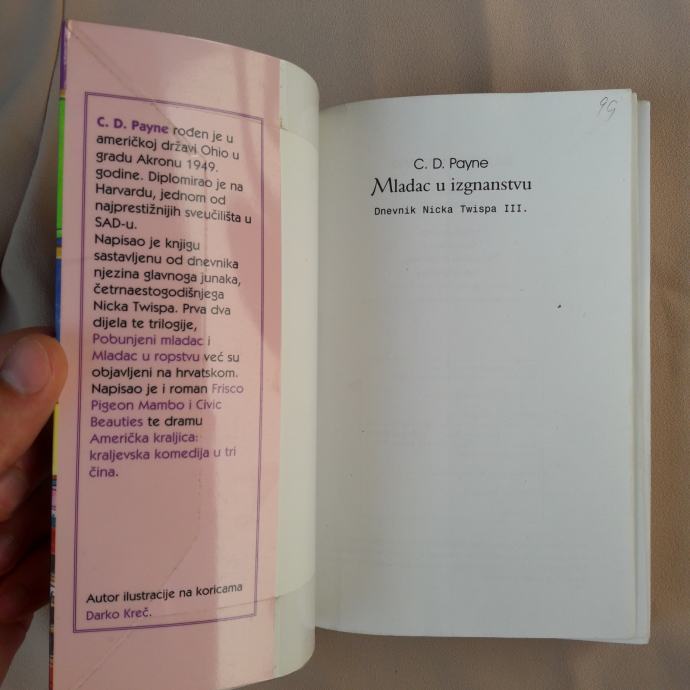 C. D. Payne rođen je u
američkoj državi Ohio u
gradu Akronu 1949.
godine. Diplomirao je na
Harvardu, jednom od
najprestižnijih sveučilišta u
SAD-u.
Napisao je knjigu
sastavljenu od dnevnika
njezina glavnoga junaka,
četrnaestogodišnjega
Nicka Twispa. Prva dva
dijela te trilogije,
Pobunjeni mladac i
Mladac u ropstvu već su
objavljeni na hrvatskom.
Napisao je i roman Frisco
Pigeon Mambo i Civic
Beauties te dramu
Američka kraljica:
kraljevska komedija u tri
čina.
Autor ilustracije na koricama
Darko Kreč.
99
C. D. Payne
Mladac u izgnanstvu
Dnevnik Nicka Twispa III.